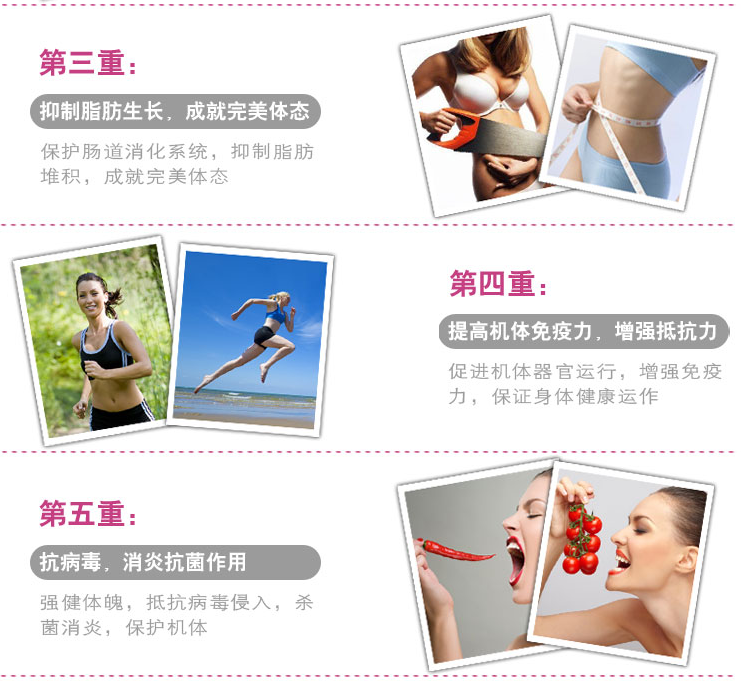 第三重：
抑制脂肪生长，成就完美体态
保护肠道消化系统，抑制脂肪
堆积，成就完美体态
第四重：
提高机体免疫力，增强抵抗力
促进机体器官运行，增强免疫
力，保证身体健康运作
第五重：
抗病毒，消炎抗菌作用
强健体魄，抵抗病毒侵入，杀
菌消炎，保护机体